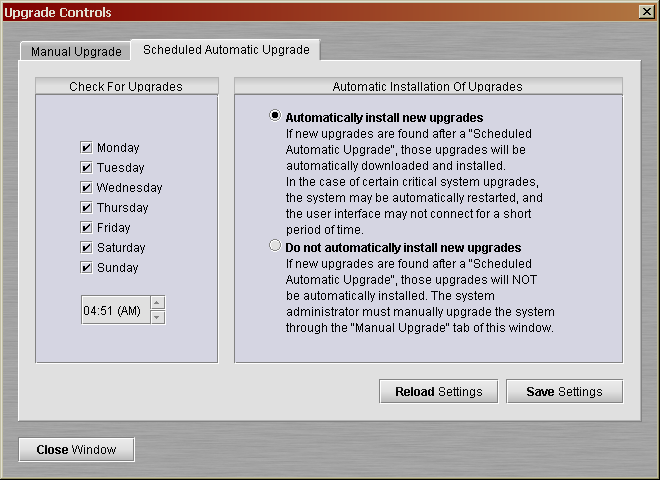 Upgrade Controls
Manual Upgrade
Scheduled Automatic Upgrade
Check For Upgrades
Monday
Tuesday
Wednesday
Thursday
Friday
Saturday
Sunday
04:51 (AM)
Automatic Installation Of Upgrades
Automatically install new upgrades
If new upgrades are found after a "Scheduled
Automatic Upgrade", those upgrades will be
automatically downloaded and installed.
In the case of certain critical system upgrades,
the system may be automatically restarted, and
the user interface may not connect for a short
period of time.
Do not automatically install new upgrades
If new upgrades are found after a "Scheduled
Automatic Upgrade", those upgrades will NOT
be automatically installed. The system
administrator must manually upgrade the system
through the "Manual Upgrade" tab of this window.
Reload Settings
Save Settings
Close Window